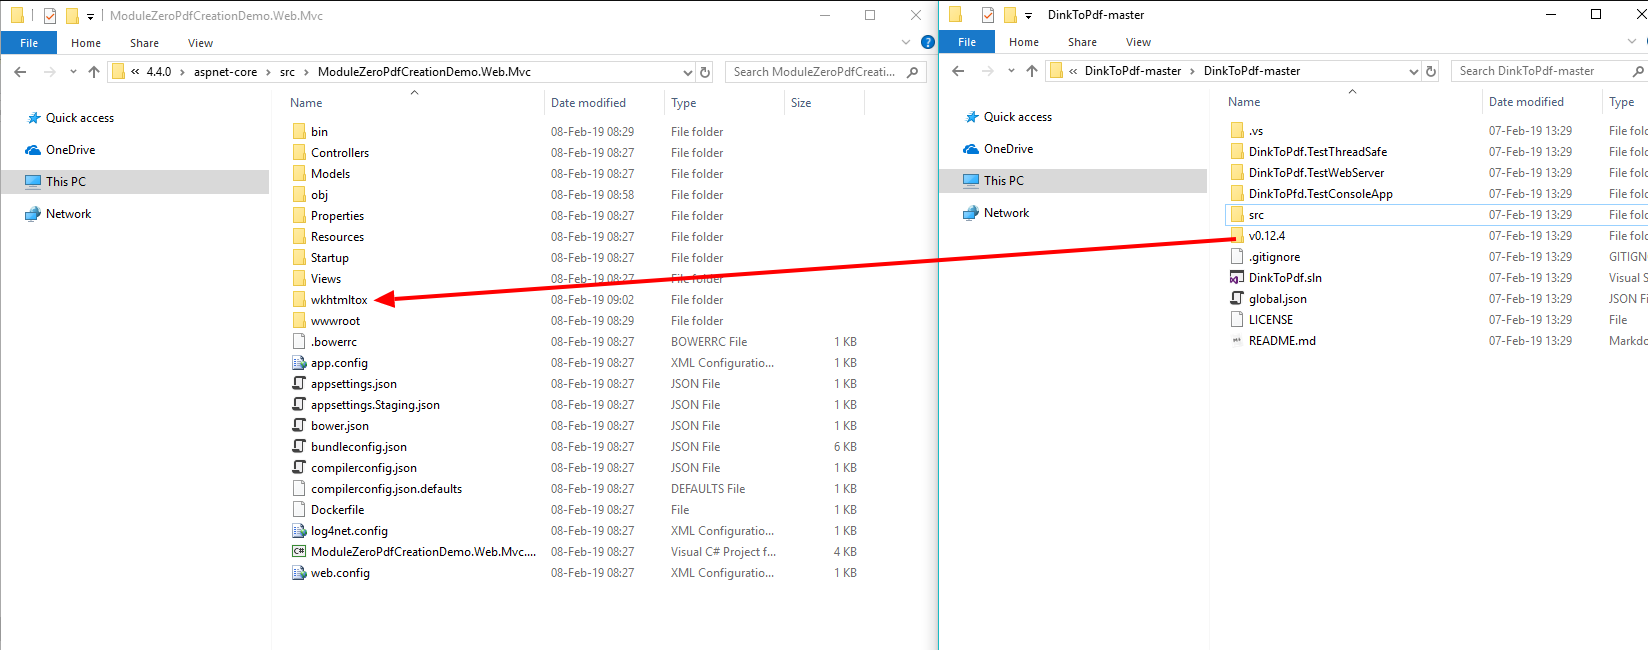 ModuleZeroPdfCreationDemo.Web.Mvc
File Home Share View
« 4.4.0 › aspnet-core › src › ModuleZeroPdfCreationDemo.Web.Mvc
Search ModuleZeroPdfCreati...
Quick access
OneDrive
This PC
Network
Name Date modified Type Size
bin 08-Feb-19 08:29 File folder
Controllers 08-Feb-19 08:27 File folder
Models 08-Feb-19 08:27 File folder
obj 08-Feb-19 08:58 File folder
Properties 08-Feb-19 08:27 File folder
Resources 08-Feb-19 08:27 File folder
Startup 08-Feb-19 08:27 File folder
Views 08-Feb-19 08:27 File folder
wkhtmltox 08-Feb-19 09:02 File folder
wwwroot 08-Feb-19 08:29 File folder
.bowerrc 08-Feb-19 08:27 BOWERRC File 1 KB
app.config 08-Feb-19 08:27 XML Configuratio... 1 KB
appsettings.json 08-Feb-19 08:27 JSON File 1 KB
appsettings.Staging.json 08-Feb-19 08:27 JSON File 1 KB
bower.json 08-Feb-19 08:27 JSON File 1 KB
bundleconfig.json 08-Feb-19 08:27 JSON File 6 KB
compilerconfig.json 08-Feb-19 08:27 JSON File 1 KB
compilerconfig.json.defaults 08-Feb-19 08:27 DEFAULTS File 1 KB
Dockerfile 08-Feb-19 08:27 File 1 KB
log4net.config 08-Feb-19 08:27 XML Configuratio... 1 KB
ModuleZeroPdfCreationDemo.Web.Mvc.... 08-Feb-19 08:27 Visual C# Project f... 4 KB
web.config 08-Feb-19 08:27 XML Configuratio... 1 KB
DinkToPdf-master
File Home Share View
« DinkToPdf-master › DinkToPdf-master
Search DinkToPdf-master
Quick access
OneDrive
This PC
Network
Name Date modified Type
.vs 07-Feb-19 13:29 File fold
DinkToPdf.TestThreadSafe 07-Feb-19 13:29 File fold
DinkToPdf.TestWebServer 07-Feb-19 13:29 File fold
DinkToPfd.TestConsoleApp 07-Feb-19 13:29 File fold
src 07-Feb-19 13:29 File fold
v0.12.4 07-Feb-19 13:29 File fold
.gitignore 07-Feb-19 13:29 GITIGN
DinkToPdf.sln 07-Feb-19 13:29 Visual S
global.json 07-Feb-19 13:29 JSON Fi
LICENSE 07-Feb-19 13:29 File
README.md 07-Feb-19 13:29 Markdo